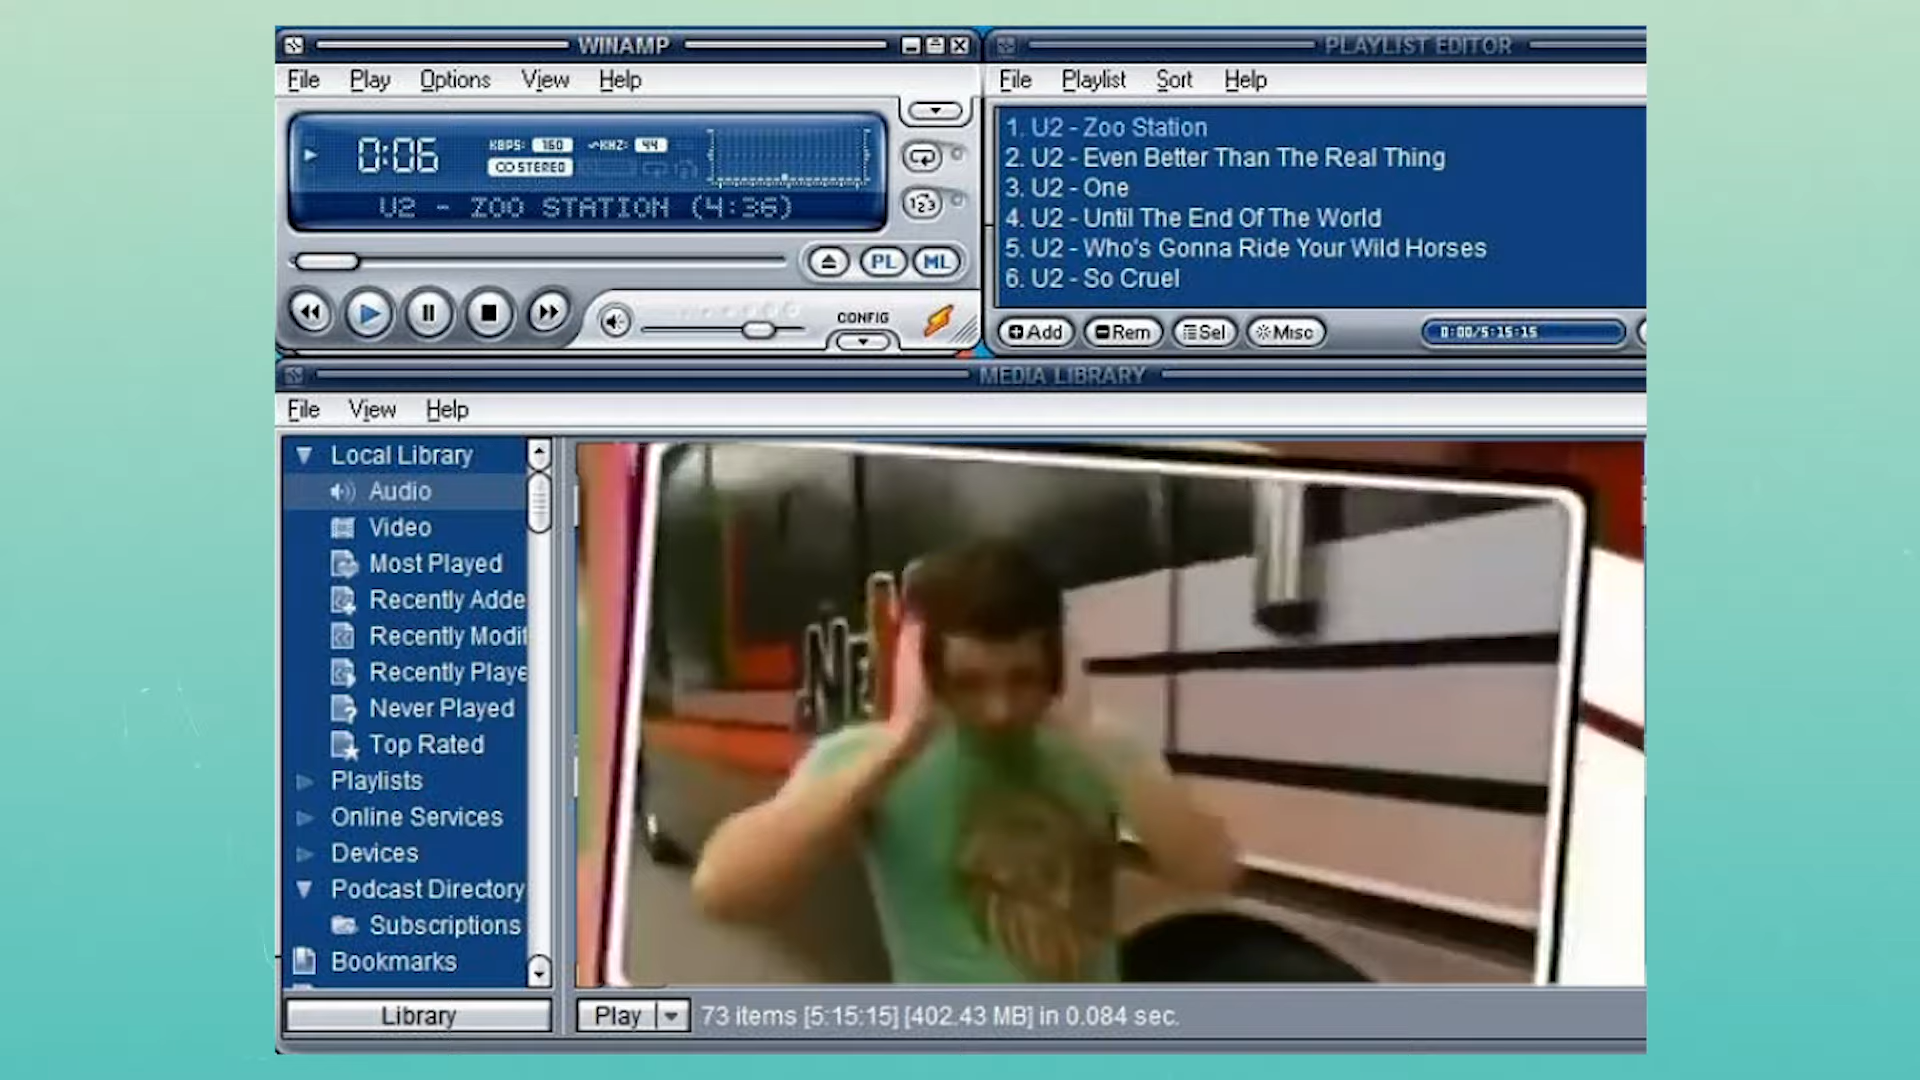 WINAMP
File Play Options View Help
0:06
KBPS: 160 KHZ: 44
STEREO
U2 - ZOO STATION (4:36)
PL ML
CONFIG
PLAYLIST EDITOR
File Playlist Sort Help
1. U2 - Zoo Station
2. U2 - Even Better Than The Real Thing
3. U2 - One
4. U2 - Until The End Of The World
5. U2 - Who's Gonna Ride Your Wild Horses
6. U2 - So Cruel
Add Rem Sel Misc
0:00/5:15:15
MEDIA LIBRARY
File View Help
Local Library
Audio
Video
Most Played
Recently Adde
Recently Modif
Recently Playe
Never Played
Top Rated
Playlists
Online Services
Devices
Podcast Directory
Subscriptions
Bookmarks
Library
Play 73 items [5:15:15] [402.43 MB] in 0.084 sec.